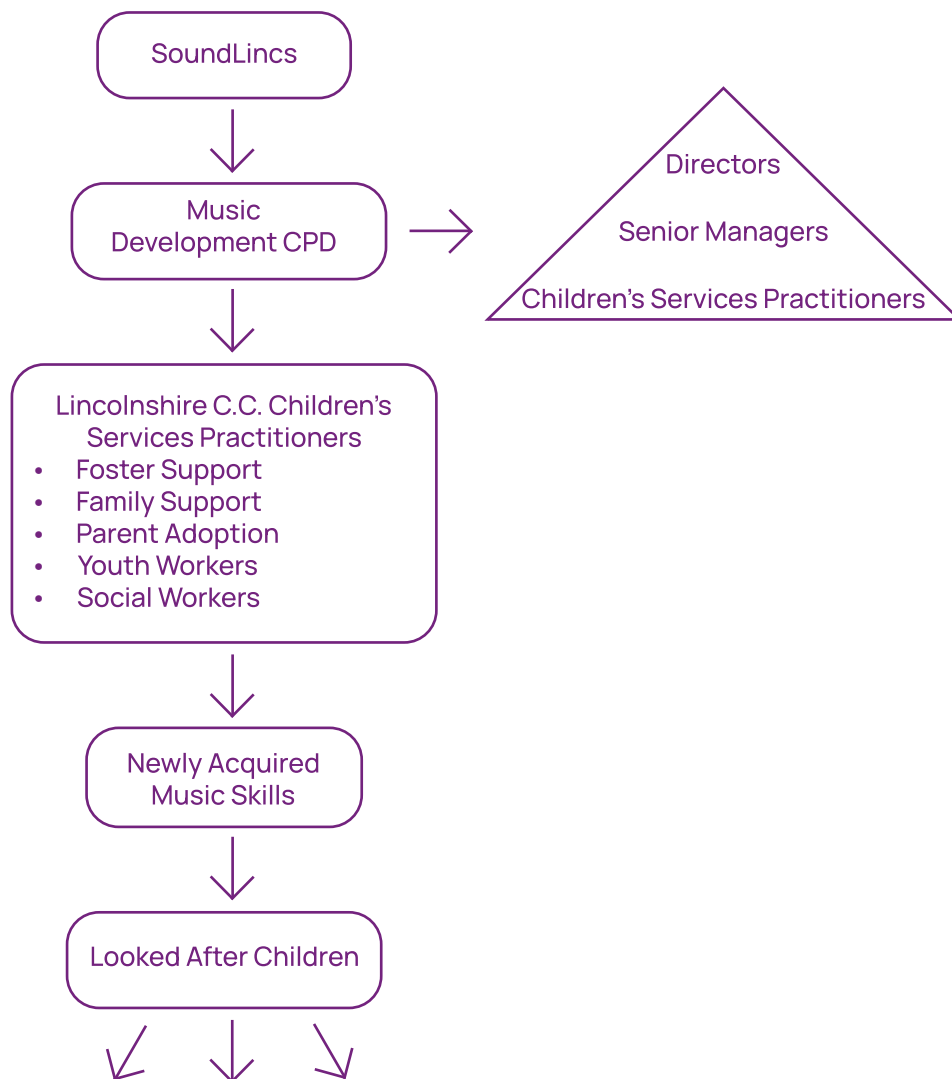 SoundLincs
Music
Development CPD
Directors
Senior Managers
Children’s Services Practitioners
Lincolnshire C.C. Children’s
Services Practitioners
• Foster Support
• Family Support
• Parent Adoption
• Youth Workers
• Social Workers
Newly Acquired
Music Skills
Looked After Children